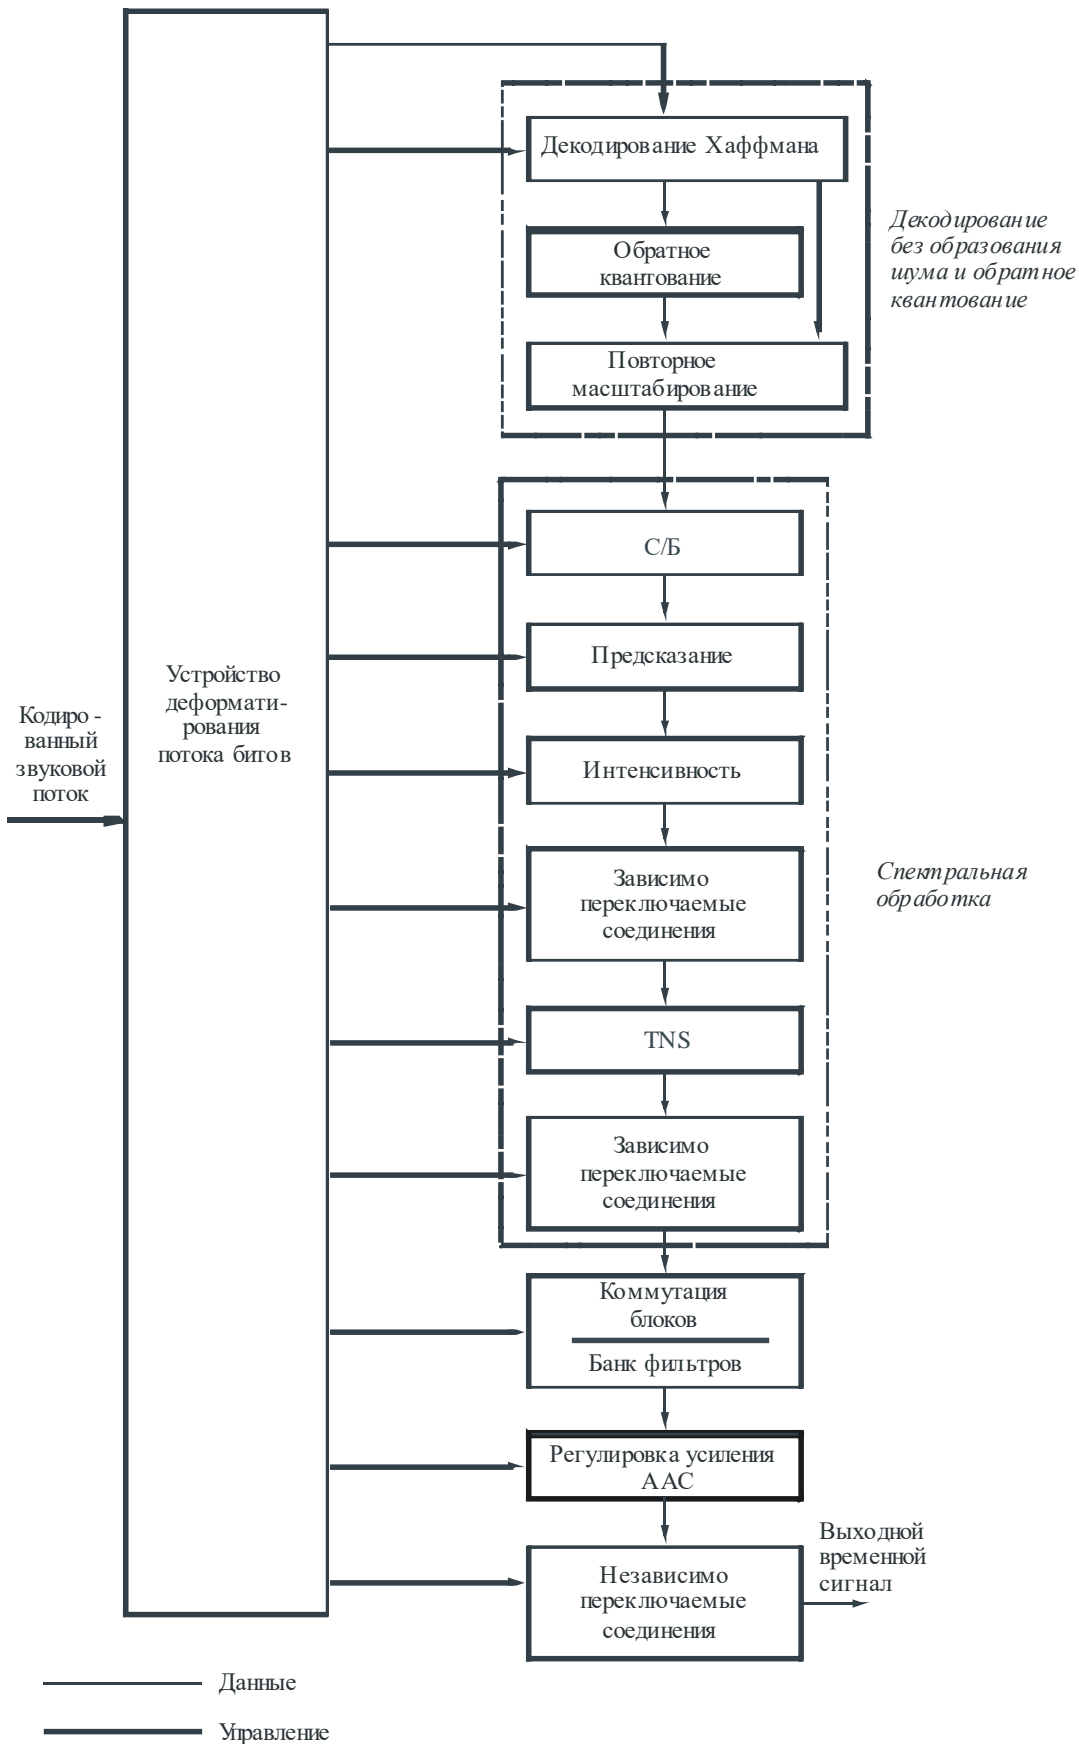 Декодирование Хаффмана
Обратное
квантование
Повторное
масштабирование
Декодирование
без образования
шума и обратное
квантование
С/Б
Предсказание
Интенсивность
Зависимо
переключаемые
соединения
TNS
Зависимо
переключаемые
соединения
Спектральная
обработка
Устройство
деформати-
рования
потока битов
Кодиро -
ванный
звуковой
поток
Коммутация
блоков
Банк фильтров
Регулировка усиления
ААС
Независимо
переключаемые
соединения
Выходной
временной
сигнал
Данные
Управление